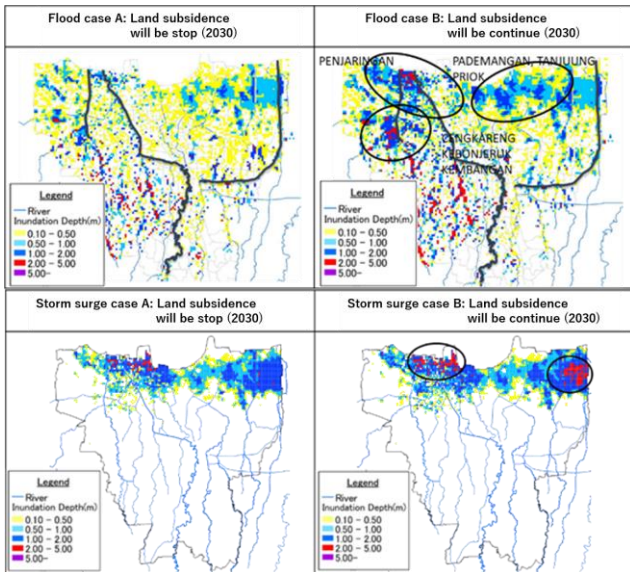 Flood case A: Land subsidence
will be stop (2030)
Flood case B: Land subsidence
will be continue (2030)
PENJARINGAN
PADEMANGAN, TANJUUNG
PRIOK
CENGKARENG
KEBONJERUK
KEMBANGAN
Legend
River
Inundation Depth(m)
0.10 - 0.50
0.50 - 1.00
1.00 - 2.00
2.00 - 5.00
5.00-
Legend
River
Inundation Depth(m)
0.10 - 0.50
0.50 - 1.00
1.00 - 2.00
2.00 - 5.00
5.00-
Storm surge case A: Land subsidence
will be stop (2030)
Storm surge case B: Land subsidence
will be continue (2030)
Legend
River
Inundation Depth(m)
0.10 - 0.50
0.50 - 1.00
1.00 - 2.00
2.00 - 5.00
5.00-
Legend
River
Inundation Depth(m)
0.10 - 0.50
0.50 - 1.00
1.00 - 2.00
2.00 - 5.00
5.00-